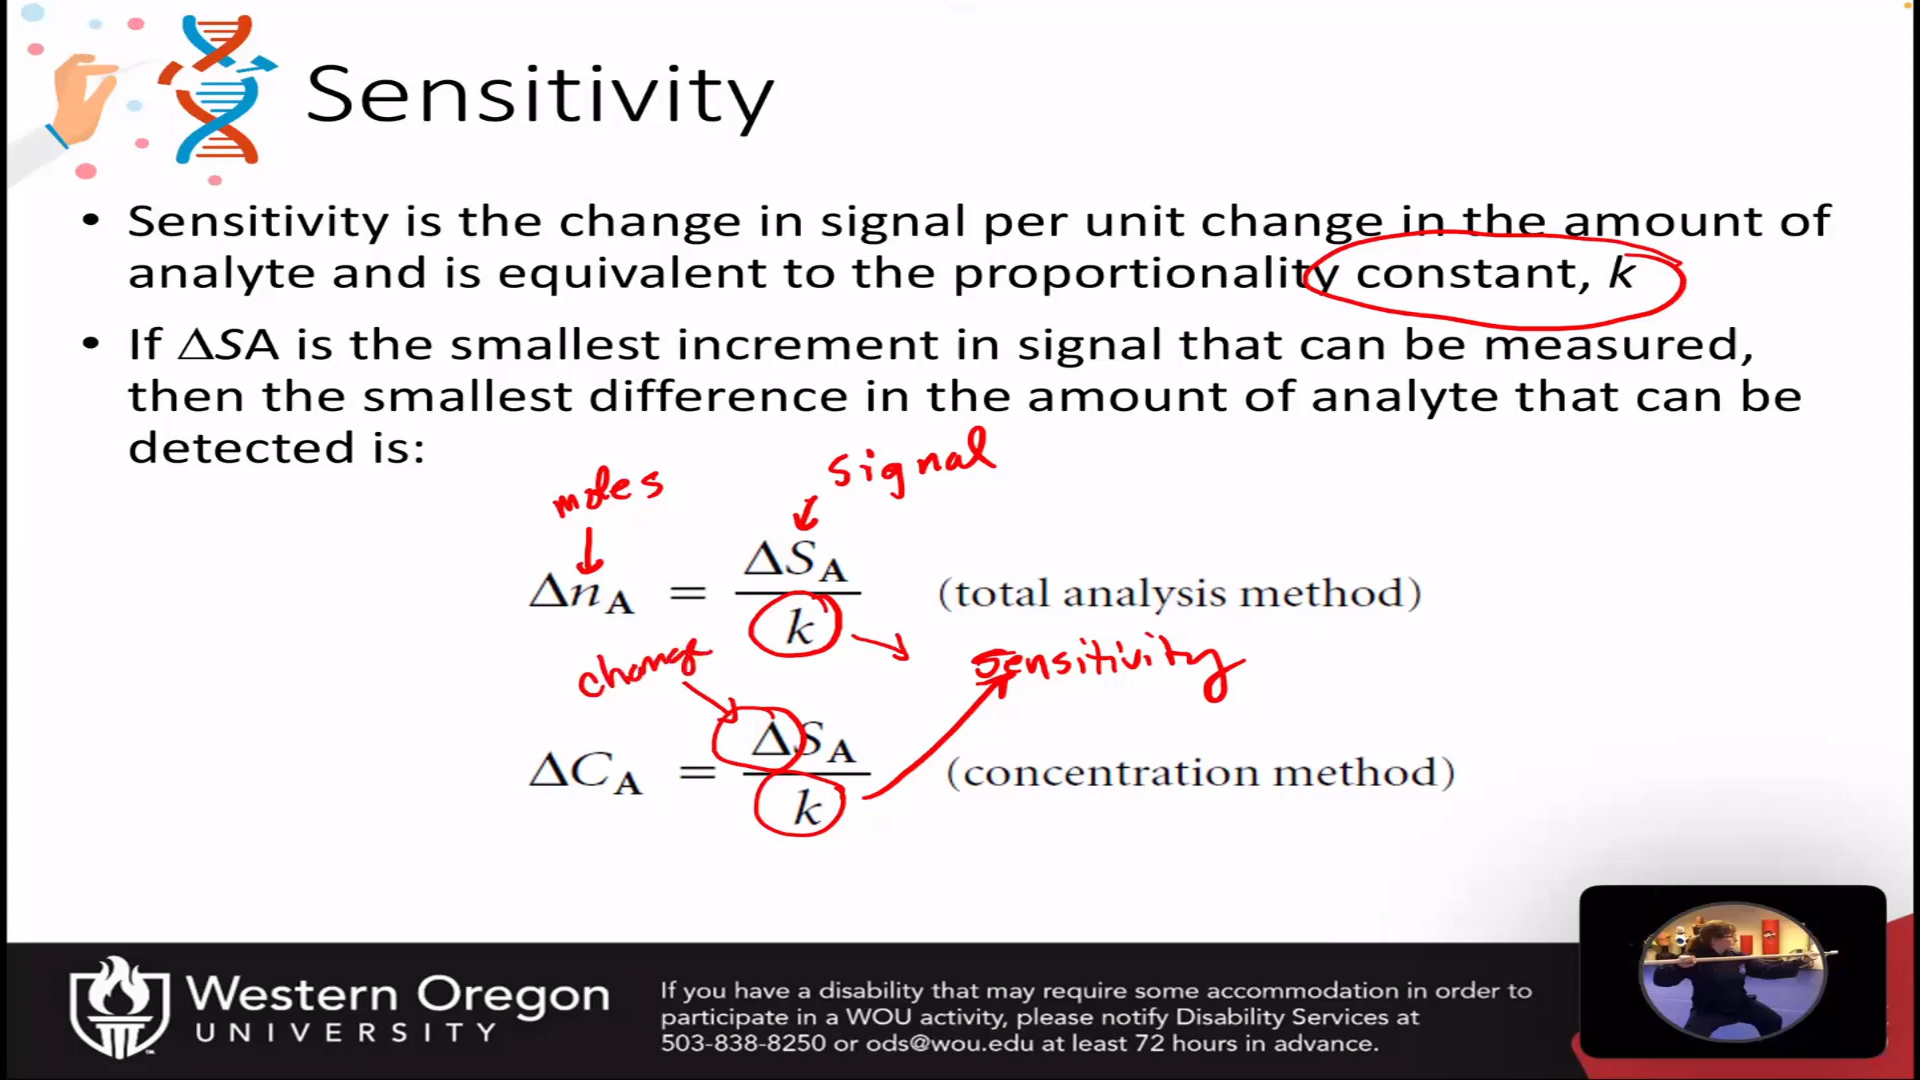 Sensitivity
• Sensitivity is the change in signal per unit change in the amount of
analyte and is equivalent to the proportionality constant, k
• If ΔSA is the smallest increment in signal that can be measured,
then the smallest difference in the amount of analyte that can be
detected is:
signal
moles
Δn_A = ΔS_A / k (total analysis method)
change
sensitivity
ΔC_A = ΔS_A / k (concentration method)
Western Oregon
UNIVERSITY
If you have a disability that may require some accommodation in order to
participate in a WOU activity, please notify Disability Services at
503-838-8250 or ods@wou.edu at least 72 hours in advance.